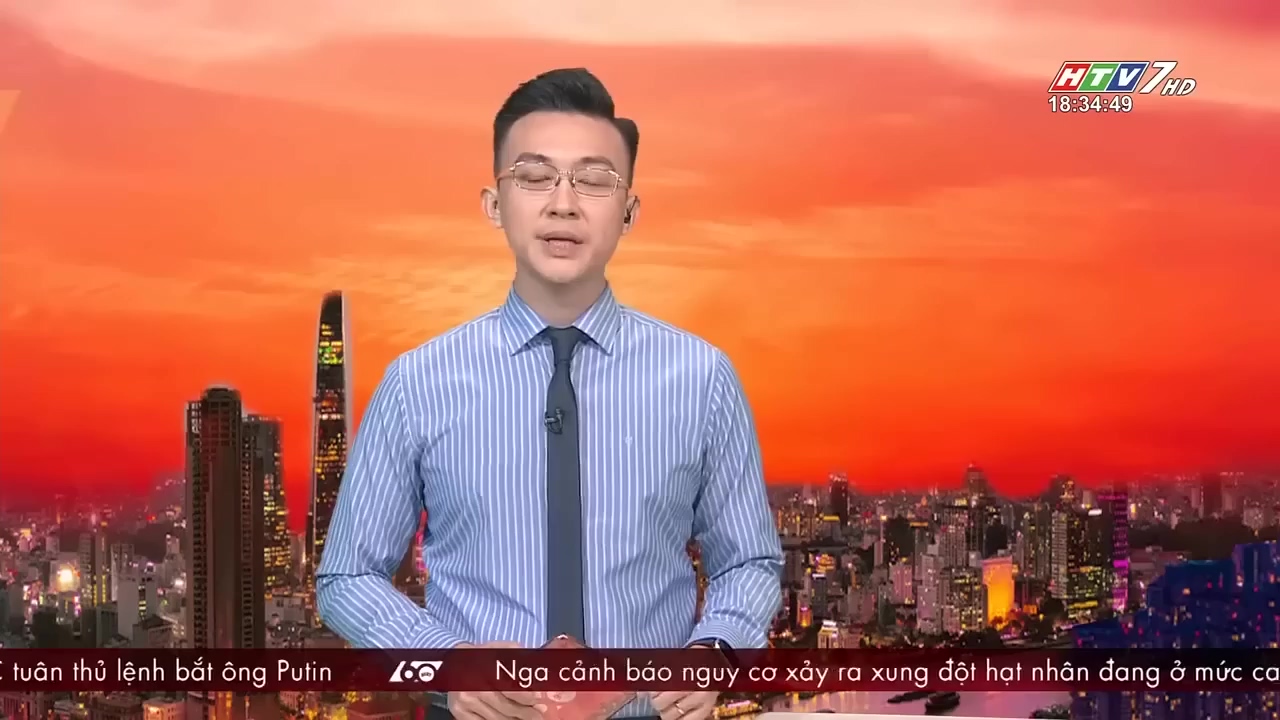 HTV7 HD
18:34:49
tuân thủ lệnh bắt ông Putin 60 Nga cảnh báo nguy cơ xảy ra xung đột hạt nhân đang ở mức